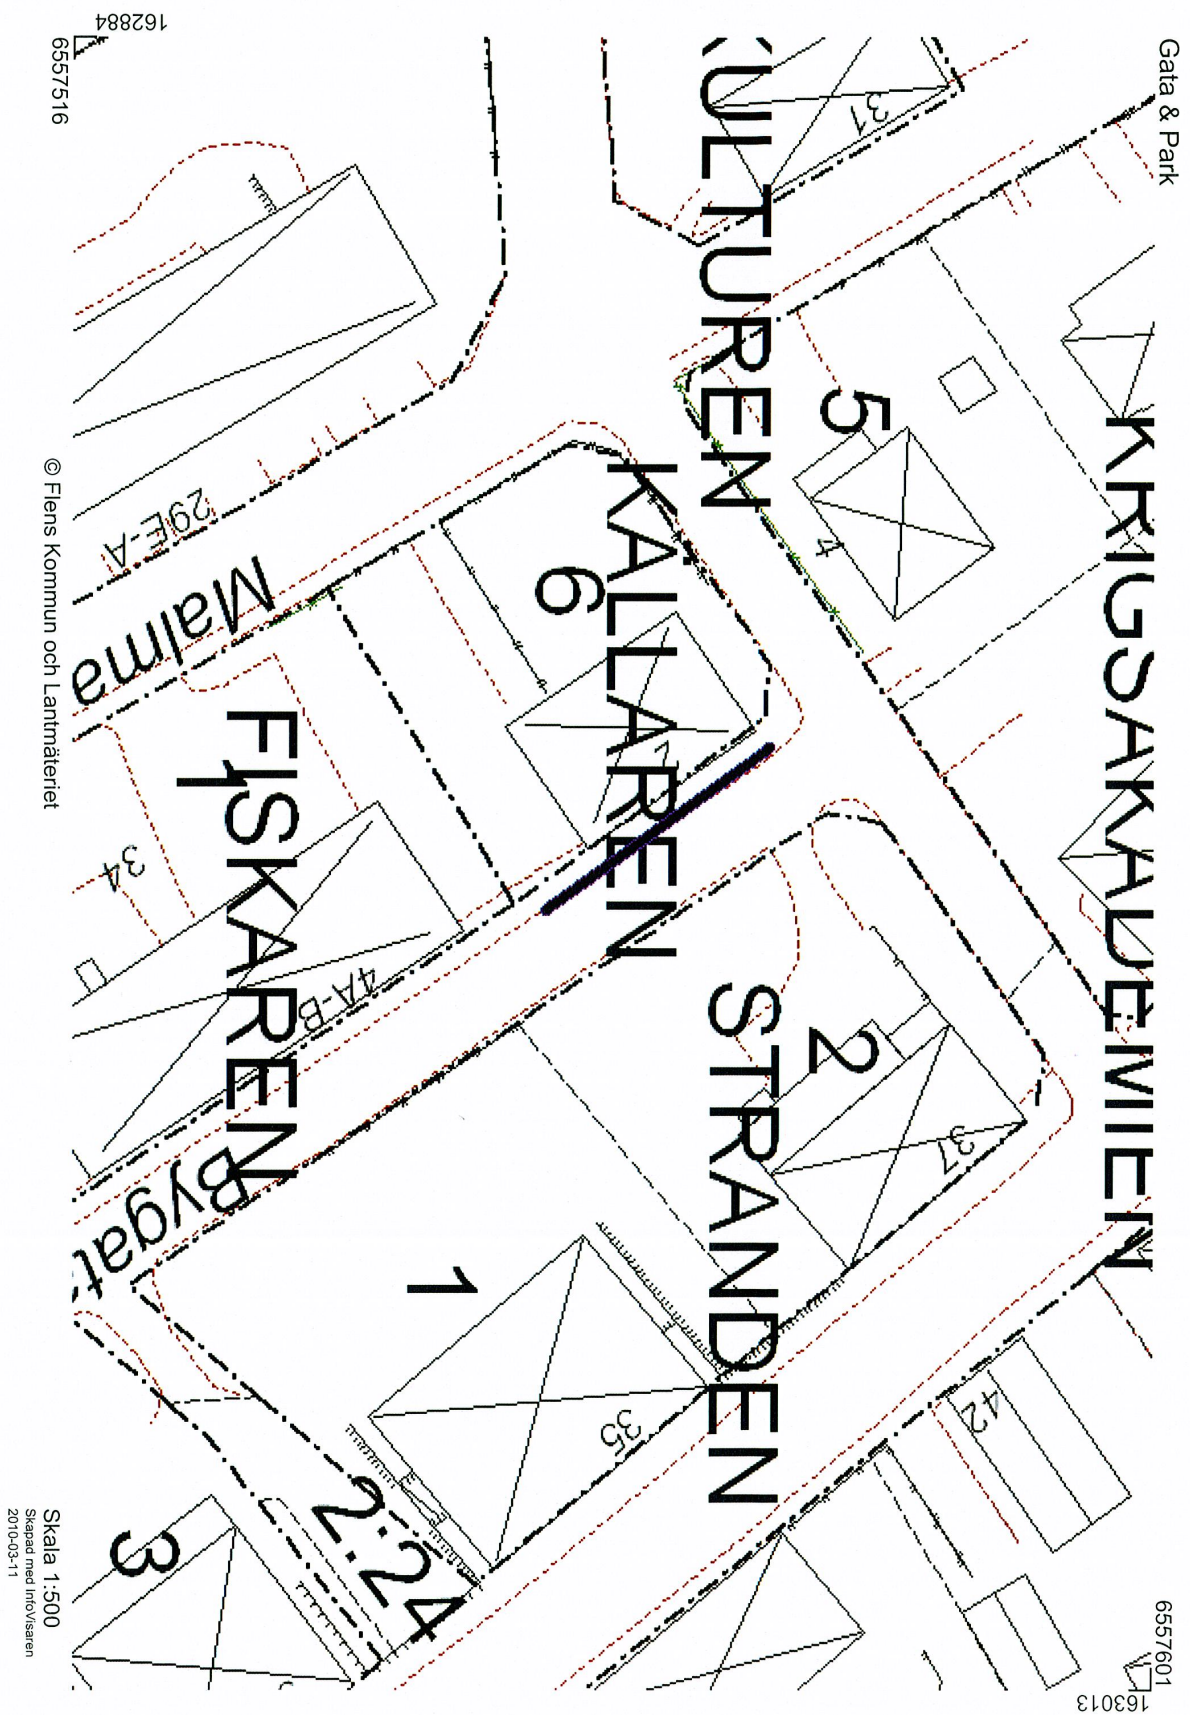 Gata & Park
162884
6557516
KULTUREN
31
KRIGSAKADEMIEN
5
4
KÄLLAREN
6
29E-A
Malma
FISKAREN
1
34
4A-B
Bygat
STRANDEN
2
37
1
35
42
2:24
3
© Flens Kommun och Lantmäteriet
Skala 1:500
Skapad med InfoVisaren
2010-03-11
6557601
163013